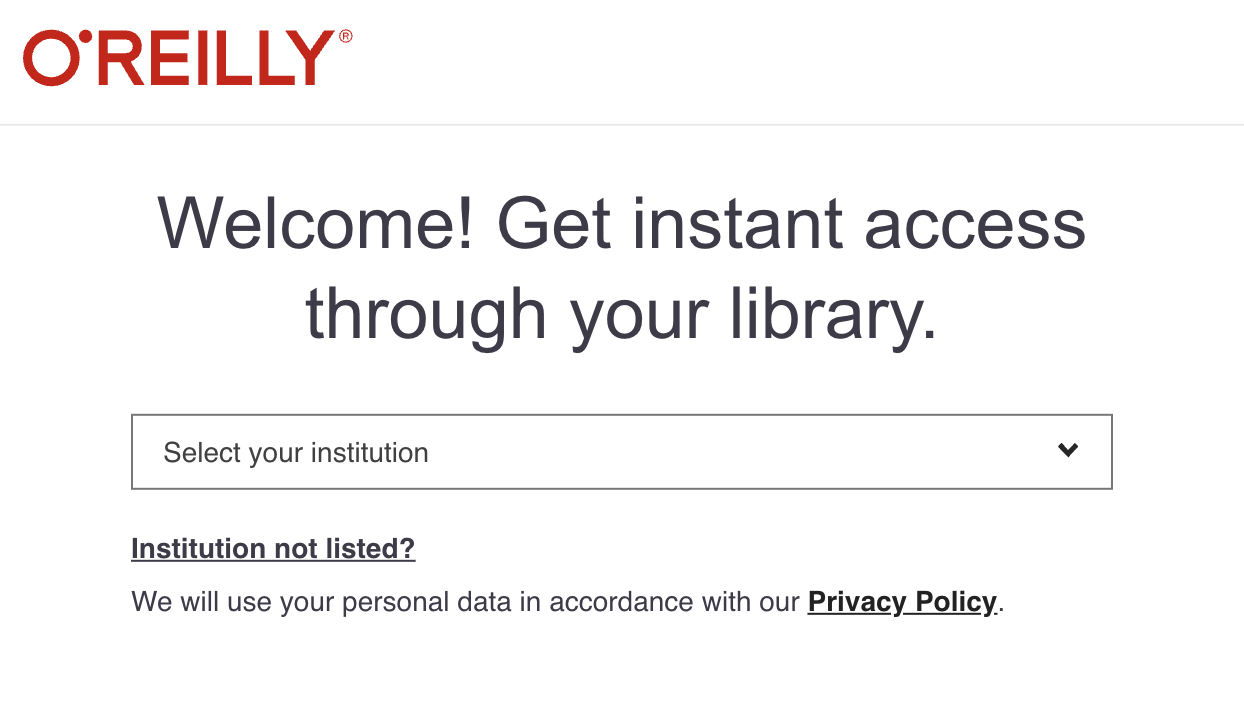 O'REILLY®
Welcome! Get instant access
through your library.
Select your institution
Institution not listed?
We will use your personal data in accordance with our Privacy Policy.